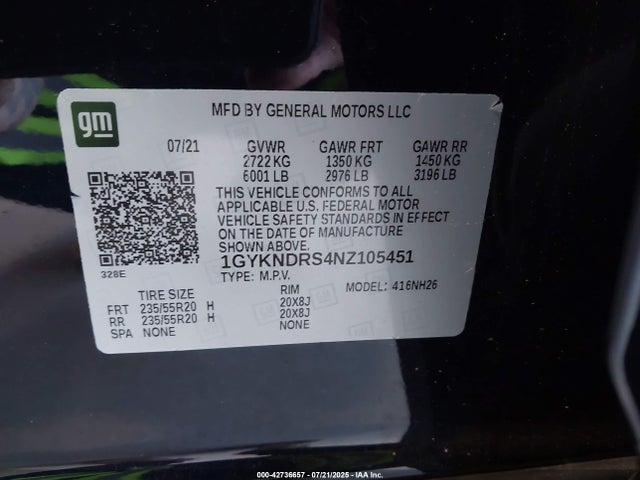 gm
MFD BY GENERAL MOTORS LLC
07/21 GVWR GAWR FRT GAWR RR
2722 KG 1350 KG 1450 KG
6001 LB 2976 LB 3196 LB
THIS VEHICLE CONFORMS TO ALL
APPLICABLE U.S. FEDERAL MOTOR
VEHICLE SAFETY STANDARDS IN EFFECT
ON THE DATE OF MANUFACTURE
SHOWN ABOVE.
328E
1GYKNDRS4NZ105451
TYPE: M.P.V.
MODEL: 416NH26
TIRE SIZE RIM
FRT 235/55R20 H 20X8J
RR 235/55R20 H 20X8J
SPA NONE NONE
000-42736657 - 07/21/2025 - IAA Inc.